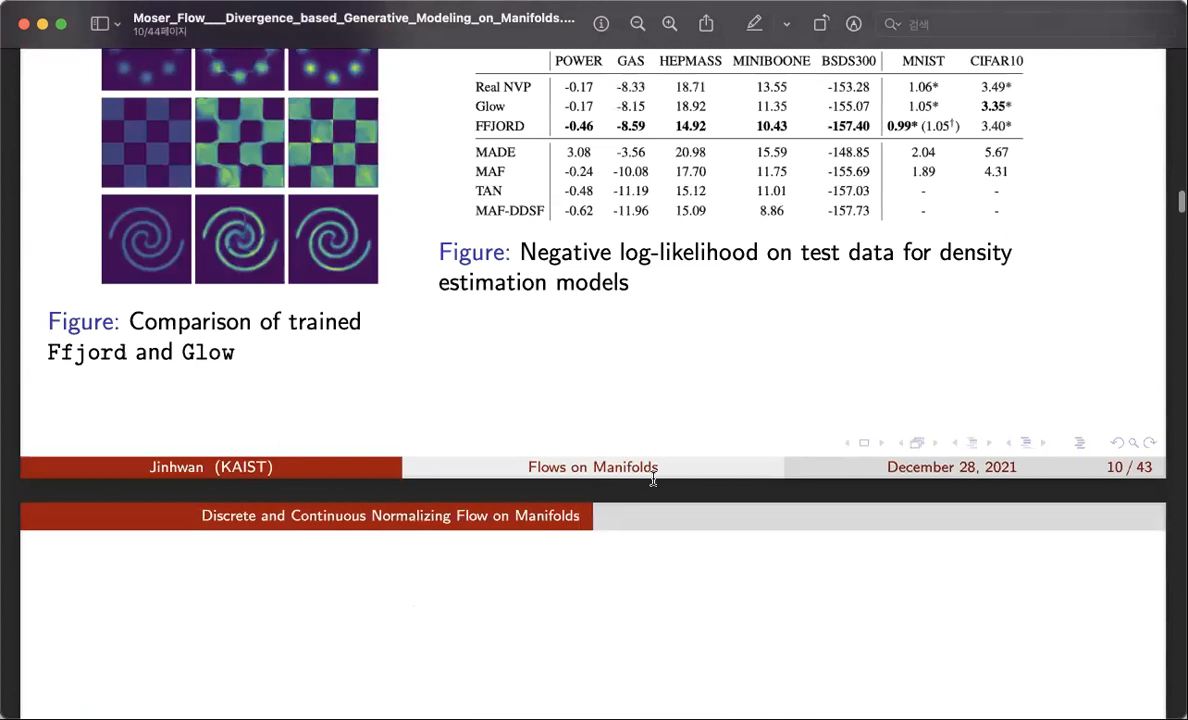 Moser_Flow___Divergence_based_Generative_Modeling_on_Manifolds....
10/44페이지
검색
POWER GAS HEPMASS MINIBOONE BSDS300 MNIST CIFAR10
Real NVP -0.17 -8.33 18.71 13.55 -153.28 1.06* 3.49*
Glow -0.17 -8.15 18.92 11.35 -155.07 1.05* 3.35*
FFJORD -0.46 -8.59 14.92 10.43 -157.40 0.99* (1.05†) 3.40*
MADE 3.08 -3.56 20.98 15.59 -148.85 2.04 5.67
MAF -0.24 -10.08 17.70 11.75 -155.69 1.89 4.31
TAN -0.48 -11.19 15.12 11.01 -157.03 - -
MAF-DDSF -0.62 -11.96 15.09 8.86 -157.73 - -
Figure: Negative log-likelihood on test data for density
estimation models
Figure: Comparison of trained
Ffjord and Glow
Jinhwan (KAIST) Flows on Manifolds December 28, 2021 10 / 43
Discrete and Continuous Normalizing Flow on Manifolds